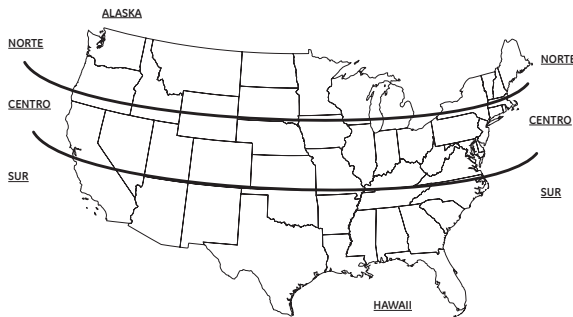 ALASKA
NORTE
NORTE
CENTRO
CENTRO
SUR
SUR
HAWAII